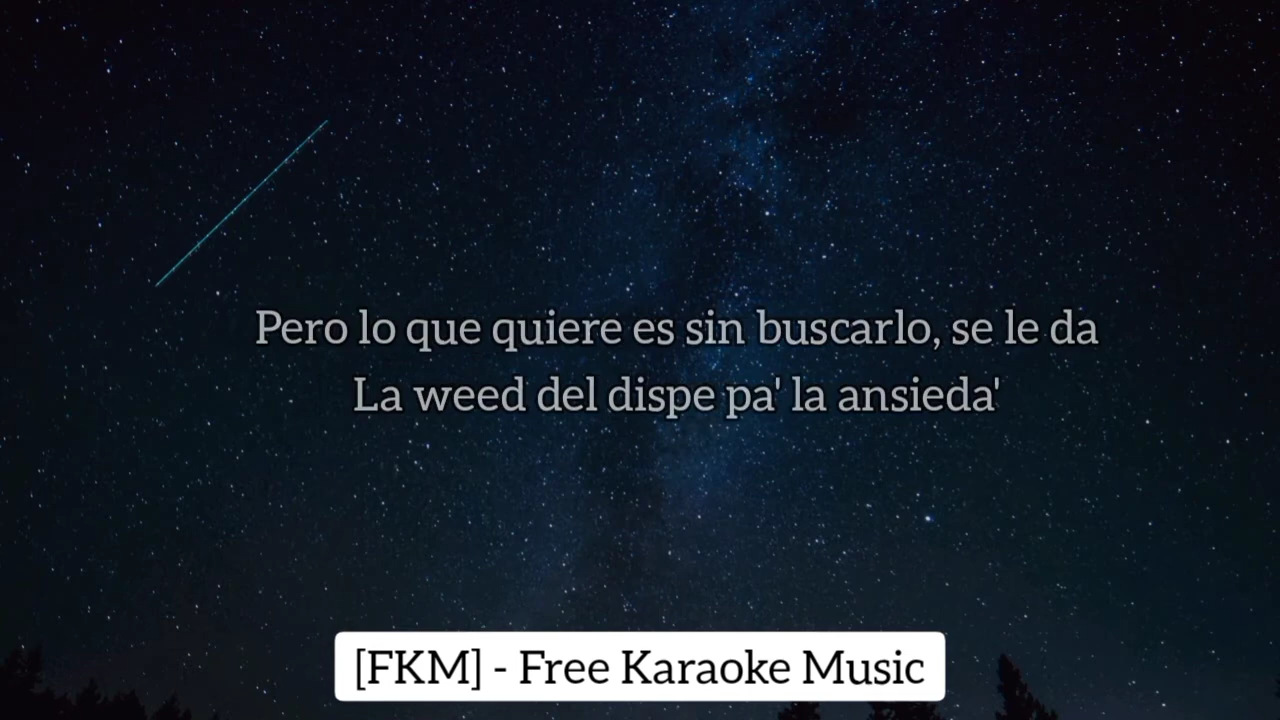 Pero lo que quiere es sin buscarlo, se le da
La weed del dispe pa' la ansieda'
[FKM] - Free Karaoke Music